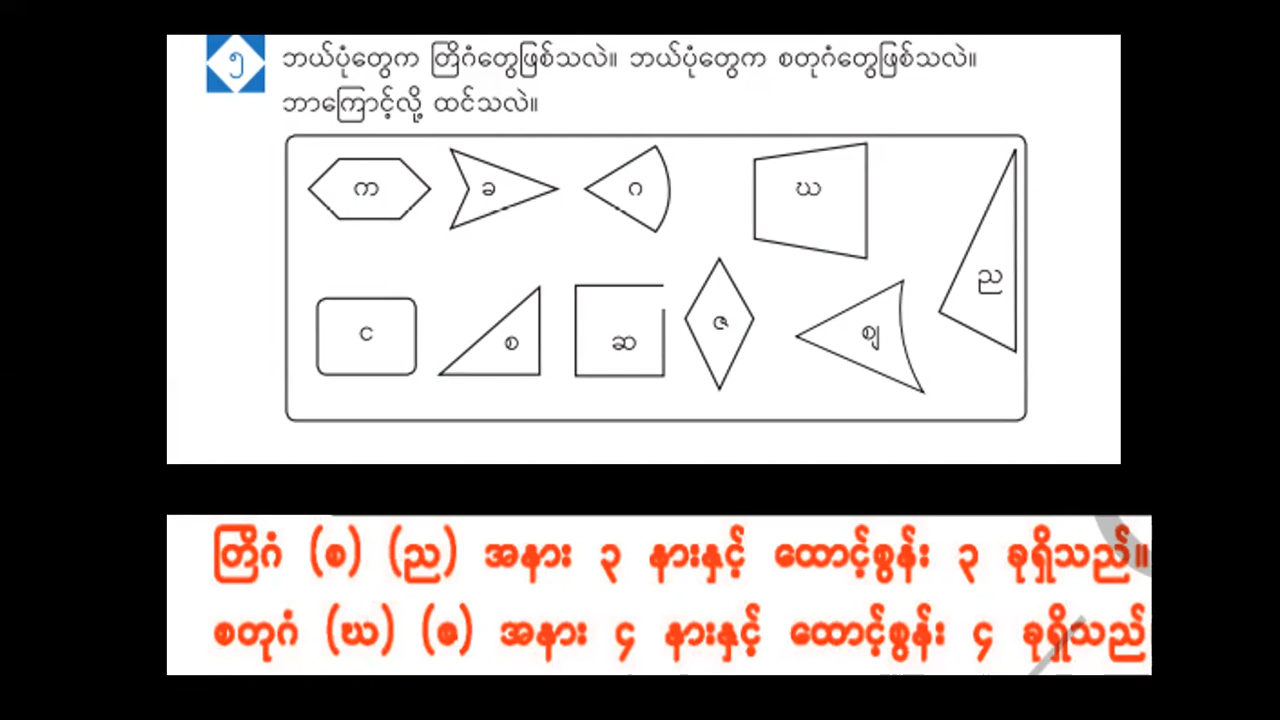 ၅ ဘယ်ပုံတွေက တြိဂံတွေဖြစ်သလဲ။ ဘယ်ပုံတွေက စတုဂံတွေဖြစ်သလဲ။
ဘာကြောင့်လို့ ထင်သလဲ။
က ခ ဂ ဃ
ည
င စ ဆ ဇ ဈ
တြိဂံ (စ) (ည) အနား ၃ နားနှင့် ထောင့်စွန်း ၃ ခုရှိသည်။
စတုဂံ (ဃ) (ဇ) အနား ၄ နားနှင့် ထောင့်စွန်း ၄ ခုရှိသည်